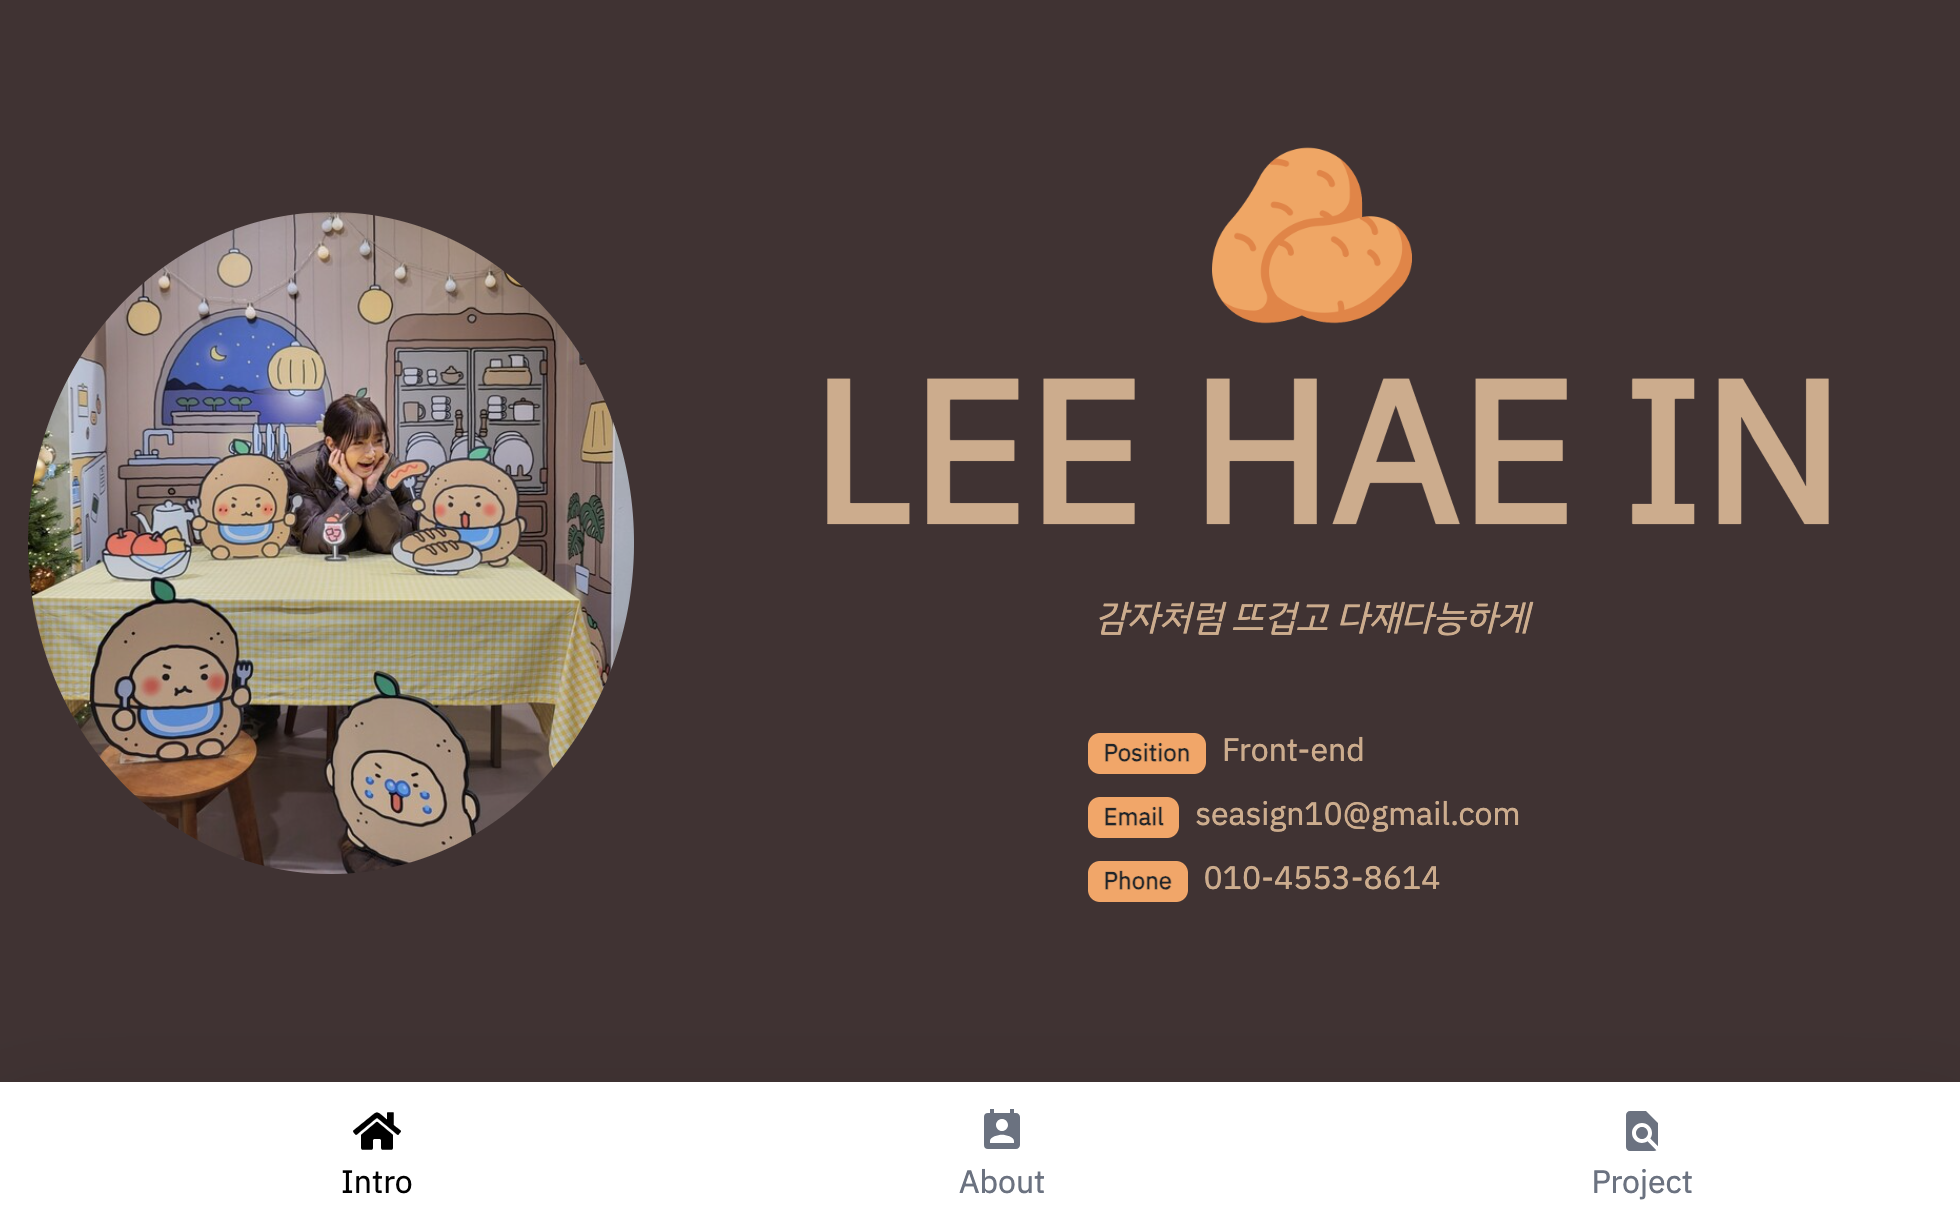 LEE HAE IN
감자처럼 뜨겁고 다재다능하게
Position Front-end
Email seasign10@gmail.com
Phone 010-4553-8614
Intro
About
Project